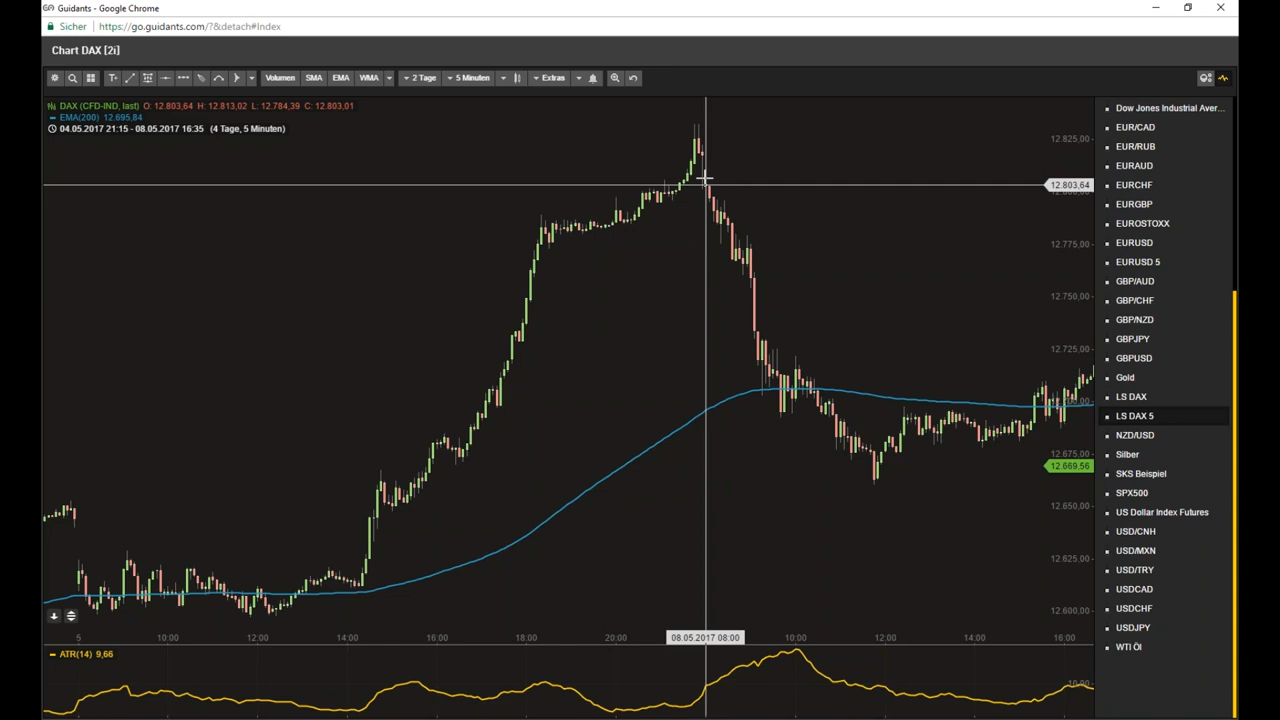 Guidants - Google Chrome
Sicher https://go.guidants.com/?&detach#Index
Chart DAX [2i]
T+ Volumen SMA EMA WMA 2 Tage 5 Minuten Extras
DAX (CFD-IND, last) O: 12.803,64 H: 12.813,02 L: 12.784,39 C: 12.803,01
EMA(200) 12.695,84
04.05.2017 21:15 - 08.05.2017 16:35 (4 Tage, 5 Minuten)
12.825,00
12.803,64
12.775,00
12.750,00
12.725,00
12.675,00
12.669,56
12.650,00
12.625,00
12.600,00
5 10:00 12:00 14:00 16:00 18:00 20:00 08.05.2017 08:00 10:00 12:00 14:00 16:00
ATR(14) 9,66
10,00
Dow Jones Industrial Aver...
EUR/CAD
EUR/RUB
EURAUD
EURCHF
EURGBP
EUROSTOXX
EURUSD
EURUSD 5
GBP/AUD
GBP/CHF
GBP/NZD
GBPJPY
GBPUSD
Gold
LS DAX
LS DAX 5
NZD/USD
Silber
SKS Beispiel
SPX500
US Dollar Index Futures
USD/CNH
USD/MXN
USD/TRY
USDCAD
USDCHF
USDJPY
WTI Öl